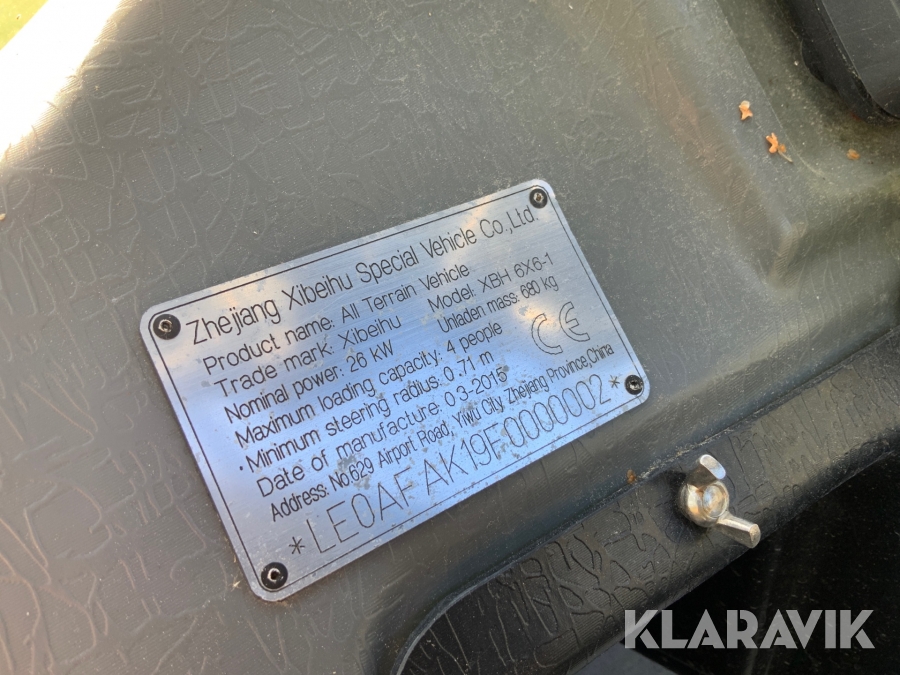 Zhejiang Xibeihu Special Vehicle Co.,Ltd.
Product name: All Terrain Vehicle
Trade mark: Xibeihu Model: XBH 6X6-1
Nominal power: 26 kW Unladen mass: 680 kg
Maximum loading capacity: 4 people
Minimum steering radius: 0.71 m
Date of manufacture: 03-2015
Address: No629 Airport Road, Yiwu City, Zhejiang Province,China
*LE0AFAK19F0000002*
CE
KLARAVIK